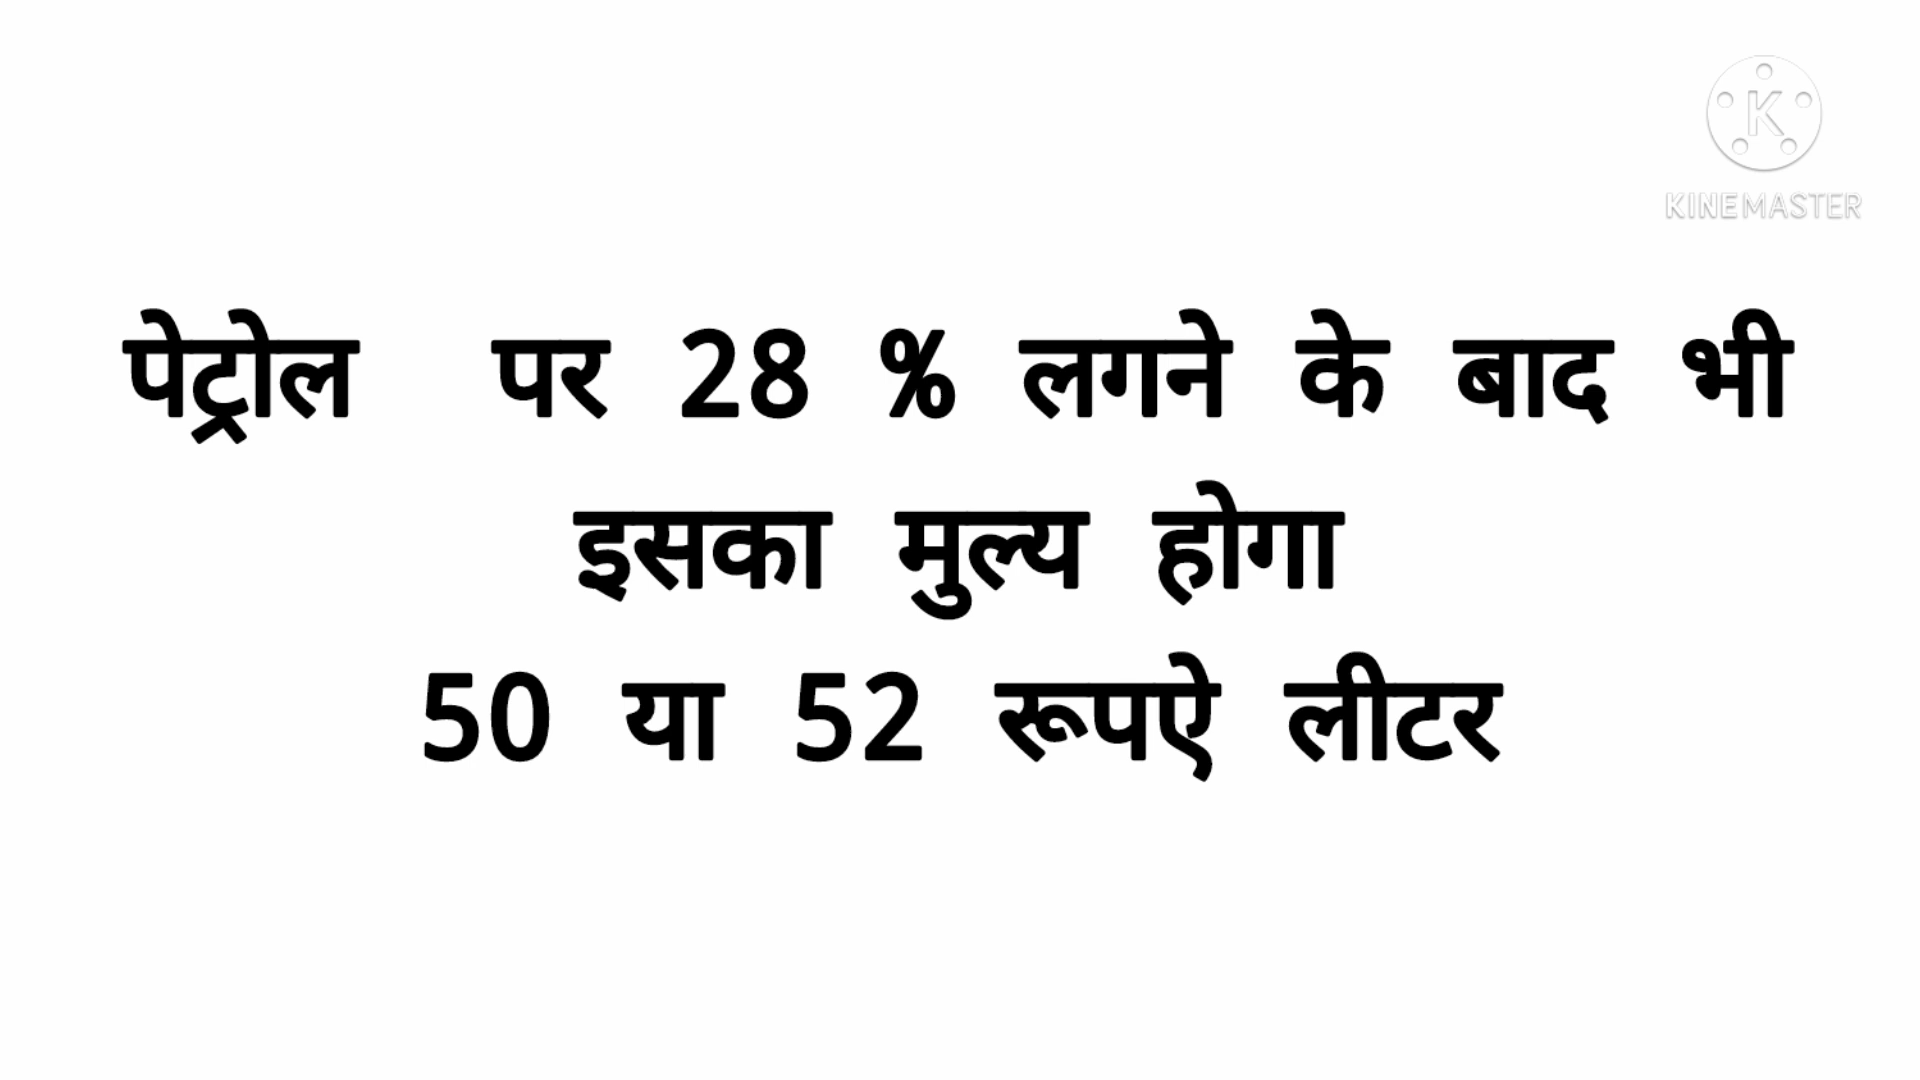 KINEMASTER
पेट्रोल पर 28 % लगने के बाद भी
इसका मुल्य होगा
50 या 52 रूपऐ लीटर